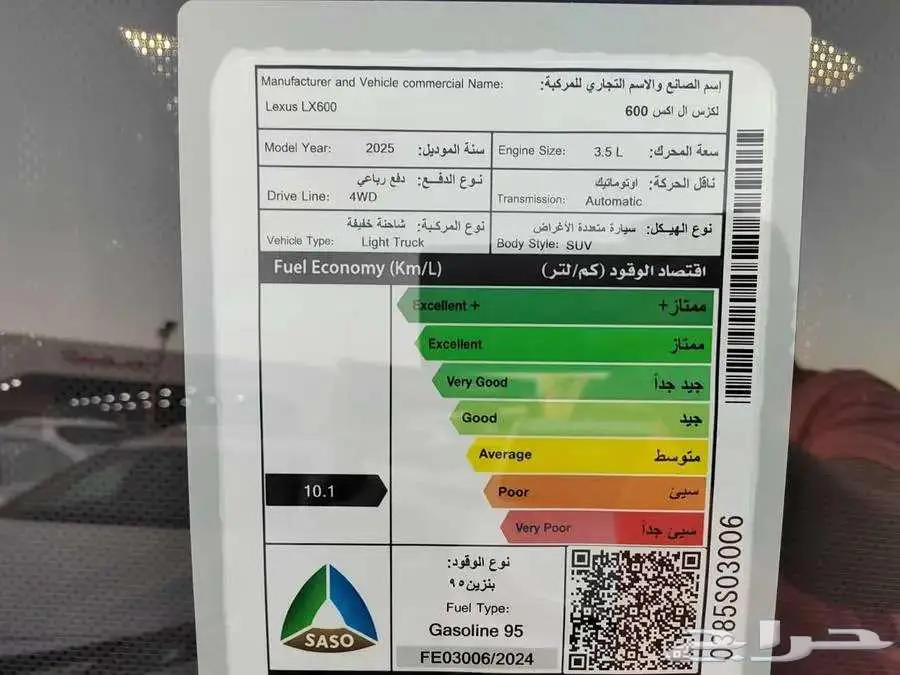 Manufacturer and Vehicle commercial Name: إسم الصانع والاسم التجاري للمركبة:
Lexus LX600 لكزس ال اكس 600
Model Year: 2025 سنة الموديل: Engine Size: 3.5 L سعة المحرك:
نوع الدفع: دفع رباعي ناقل الحركة: اوتوماتيك
Drive Line: 4WD Transmission: Automatic
نوع المركبة: شاحنة خفيفة نوع الهيكل: سيارة متعددة الأغراض
Vehicle Type: Light Truck Body Style: SUV
Fuel Economy (Km/L) اقتصاد الوقود (كم/لتر)
Excellent + ممتاز+
Excellent ممتاز
Very Good جيد جداً
Good جيد
Average متوسط
10.1 Poor سيئ
Very Poor سيئ جداً
نوع الوقود:
بنزين٩٥
Fuel Type:
Gasoline 95
FE03006/2024
SASO
0385S03006
حراج